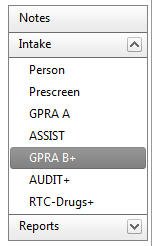 Notes
Intake
Person
Prescreen
GPRA A
ASSIST
GPRA B+
AUDIT+
RTC-Drugs+
Reports